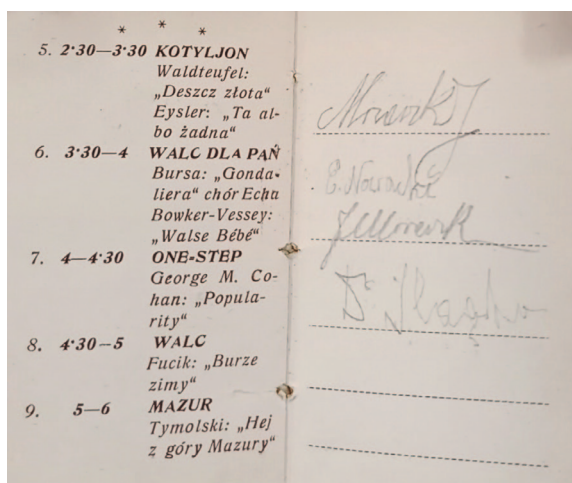 * * *
5. 2·30—3·30 KOTYLJON
Waldteufel:
„Deszcz złota“
Eysler: „Ta al-
bo żadna“
6. 3·30—4 WALC DLA PAŃ
Bursa: „Gonda-
liera“ chór Echa
Bowker-Vessey:
„Walse Bébé“
7. 4—4·30 ONE-STEP
George M. Co-
han: „Popula-
rity“
8. 4·30—5 WALC
Fucik: „Burze
zimy“
9. 5—6 MAZUR
Tymolski: „Hej
z góry Mazury“